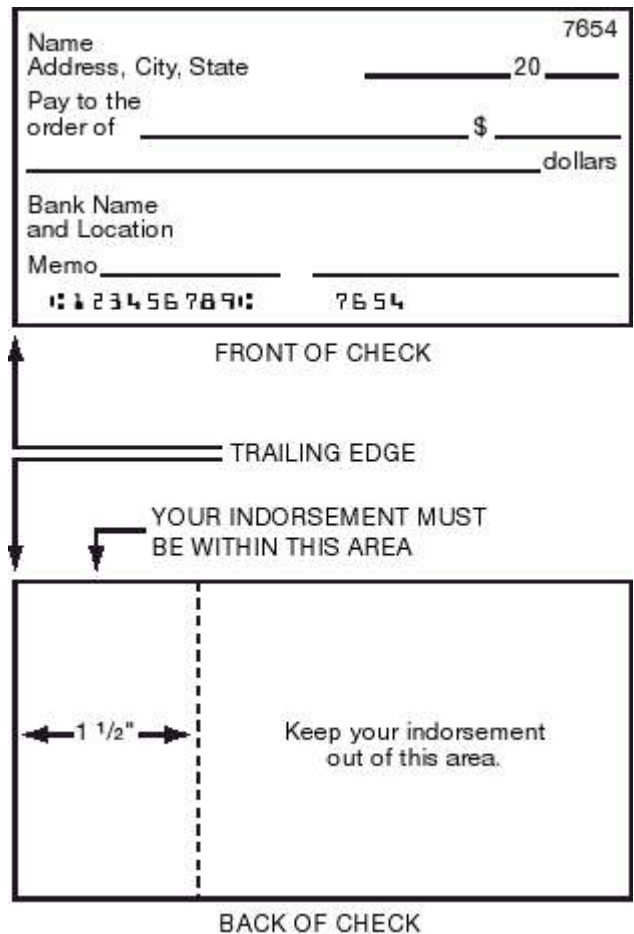 7654
Name
Address, City, State 20
Pay to the
order of $
dollars
Bank Name
and Location
Memo
⑆123456789⑆ 7654
FRONT OF CHECK
TRAILING EDGE
YOUR INDORSEMENT MUST
BE WITHIN THIS AREA
1 1/2"
Keep your indorsement
out of this area.
BACK OF CHECK